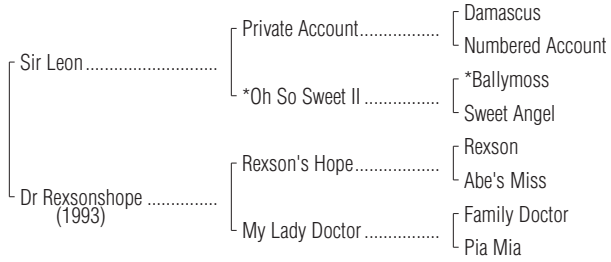 Damascus
Private Account..................
Numbered Account
Sir Leon.............................
*Ballymoss
*Oh So Sweet II .................
Sweet Angel
Rexson
Rexson's Hope...................
Abe's Miss
Dr Rexsonshope ...............
(1993)
Family Doctor
My Lady Doctor .................
Pia Mia